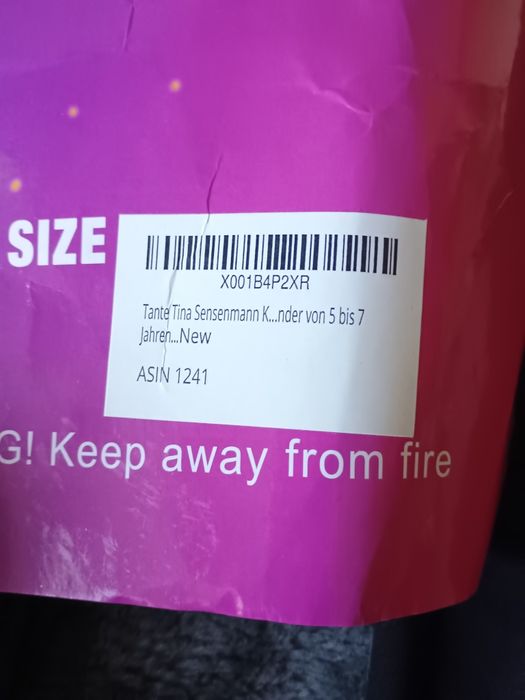 SIZE
X001B4P2XR
Tante Tina Sensenmann K...nder von 5 bis 7
Jahren...New
ASIN 1241
G! Keep away from fire